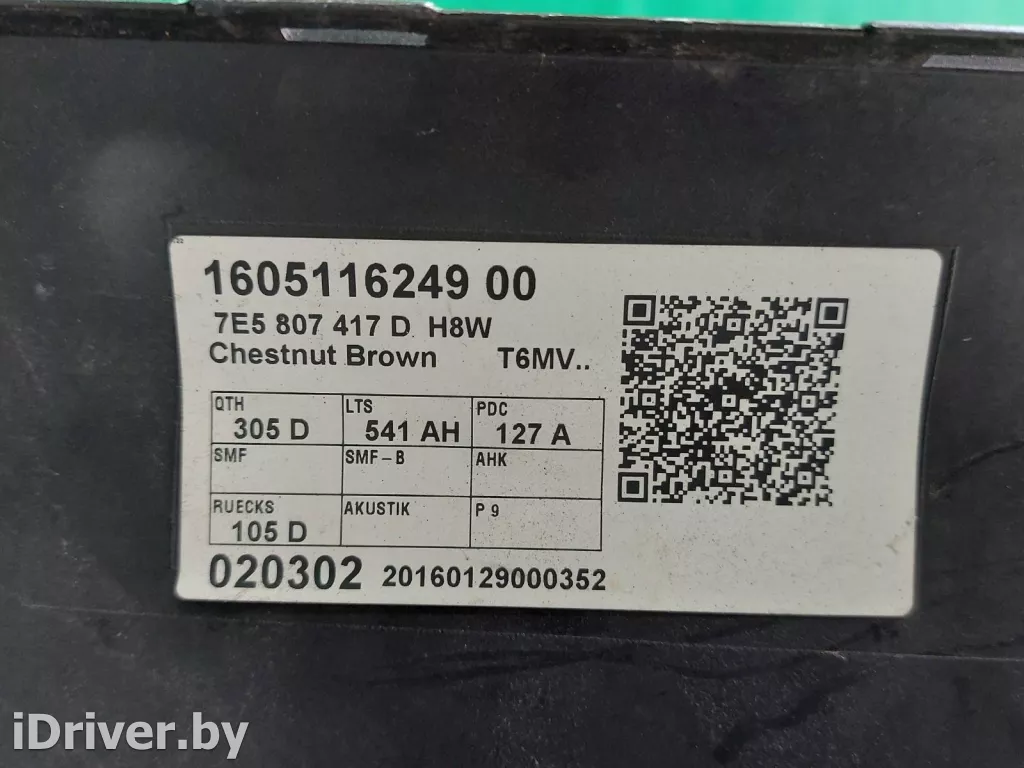 1605116249 00
7E5 807 417 D H8W
Chestnut Brown T6MV..
QTH LTS PDC
305 D 541 AH 127 A
SMF SMF-B AHK
RUECKS AKUSTIK P 9
105 D
020302 20160129000352
iDriver.by